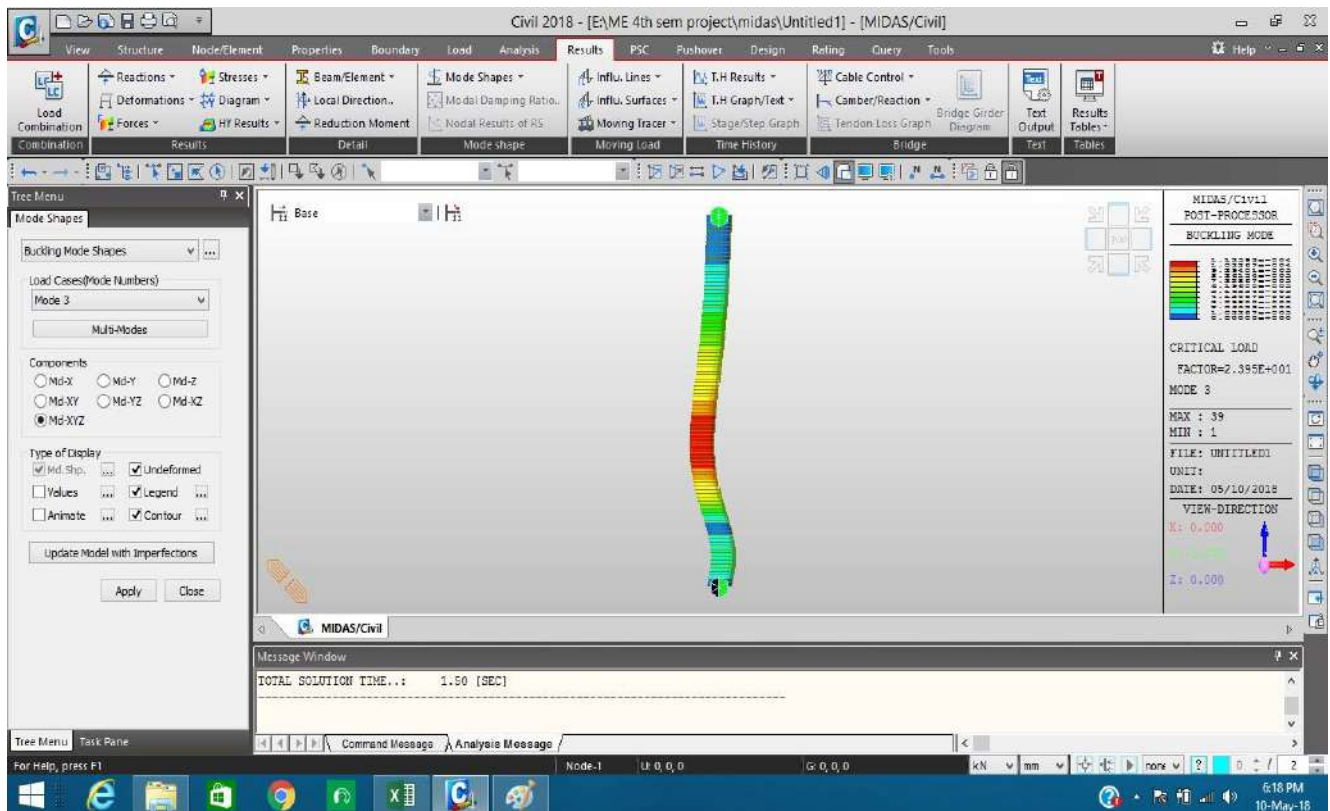 Civil 2018 - [E:\ME 4th sem project\midas\Untitled1] - [MIDAS/Civil]
View Structure Node/Element Properties Boundary Load Analysis Results PSC Pushover Design Rating Query Tools Help
Load Combination
Reactions Stresses
Deformations Diagram
Forces HY Results
Beam/Element
Local Direction..
Reduction Moment
Mode Shapes
Modal Damping Ratio..
Nodal Results of RS
Influ. Lines
Influ. Surfaces
Moving Tracer
T.H Results
T.H Graph/Text
Stage/Step Graph
Cable Control
Camber/Reaction
Tendon Loss Graph
Bridge Girder Diagram
Text Output
Results Tables
Combination Results Detail Mode shape Moving Load Time History Bridge Text Tables
Tree Menu
Mode Shapes
Base
Buckling Mode Shapes
Load Cases(Mode Numbers)
Mode 3
Multi-Modes
Components
Md-X Md-Y Md-Z
Md-XY Md-YZ Md-XZ
Md-XYZ
Type of Display
Md.Shp. Undeformed
Values Legend
Animate Contour
Update Model with Imperfections
Apply Close
MIDAS/Civil
POST-PROCESSOR
BUCKLING MODE
CRITICAL LOAD
FACTOR=2.395E+001
MODE 3
MAX : 39
MIN : 1
FILE: UNTITLED1
UNIT:
DATE: 05/10/2018
VIEW-DIRECTION
X: 0.000
Z: 0.000
MIDAS/Civil
Message Window
TOTAL SOLUTION TIME..: 1.50 [SEC]
Command Message Analysis Message
Tree Menu Task Pane
For Help, press F1 Node-1 U: 0, 0, 0 G: 0, 0, 0 kN mm none ? 0 / 2
6:18 PM
10-May-18